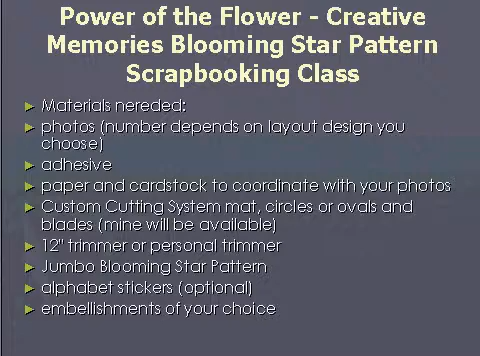 Power of the Flower - Creative
Memories Blooming Star Pattern
Scrapbooking Class
► Materials nereded:
► photos (number depends on layout design you
choose)
► adhesive
► paper and cardstock to coordinate with your photos
► Custom Cutting System mat, circles or ovals and
blades (mine will be available)
► 12" trimmer or personal trimmer
► Jumbo Blooming Star Pattern
► alphabet stickers (optional)
► embellishments of your choice